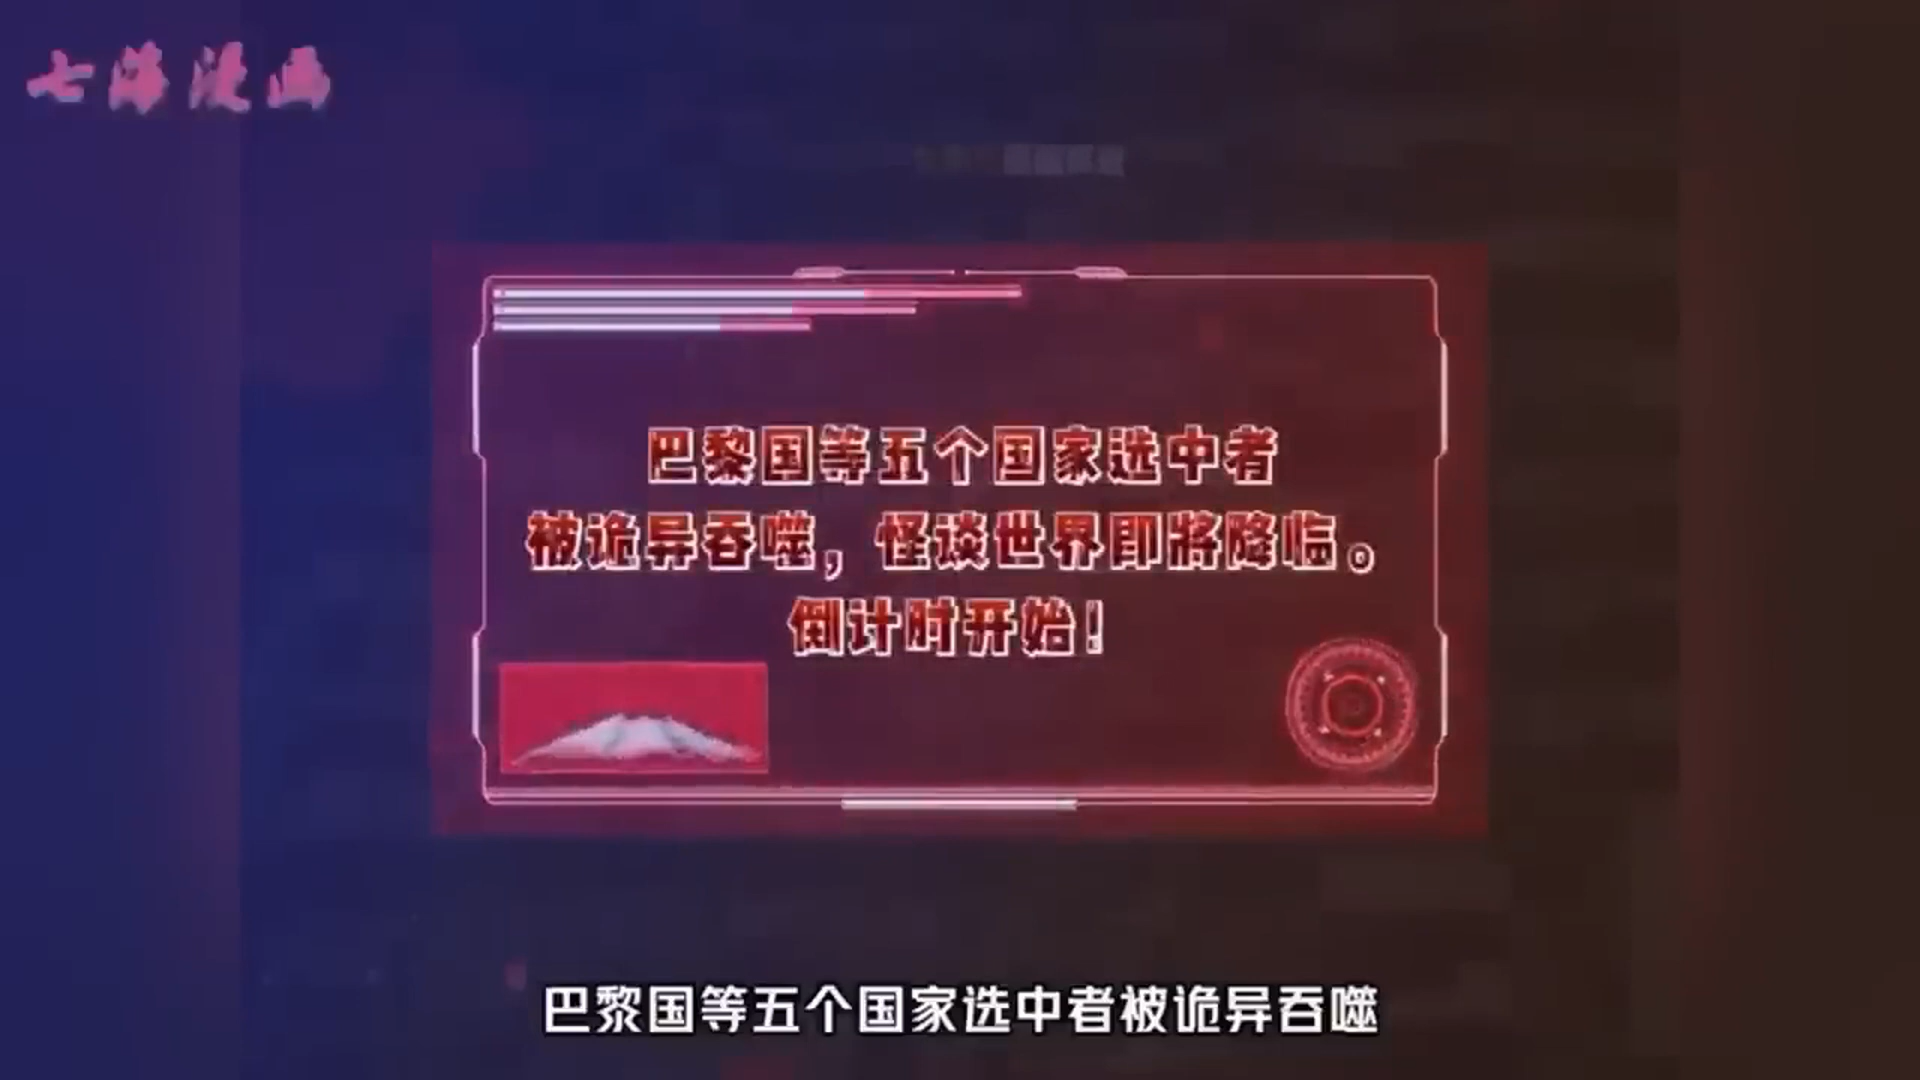 七海漫画
巴黎国等五个国家选中者
被诡异吞噬，怪谈世界即將降临。
倒计时开始！
巴黎国等五个国家选中者被诡异吞噬